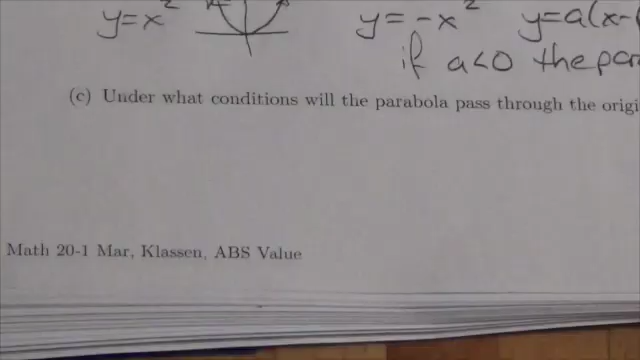 y=x² y=-x² y=a(x-
if a<0 the par
(c) Under what conditions will the parabola pass through the origi
Math 20-1 Mar, Klassen, ABS Value